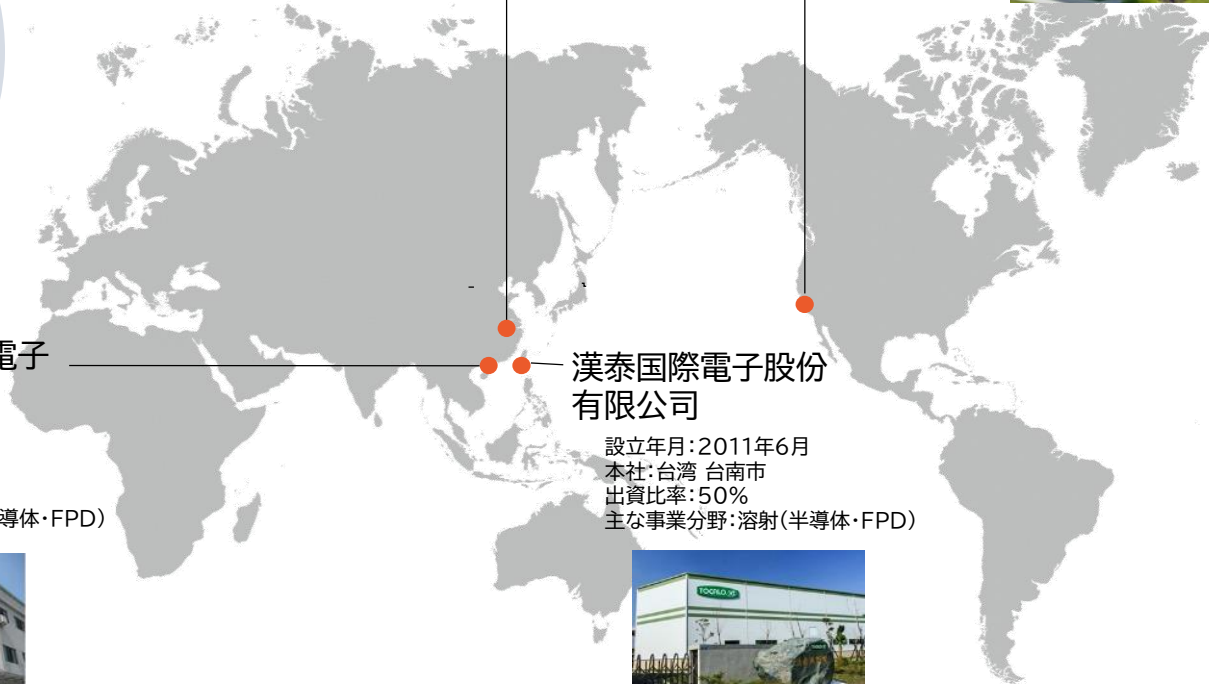 電子
漢泰国際電子股份
有限公司
設立年月：2011年6月
本社：台湾 台南市
出資比率：50%
主な事業分野：溶射（半導体・FPD）
導体・FPD）
TOCALO